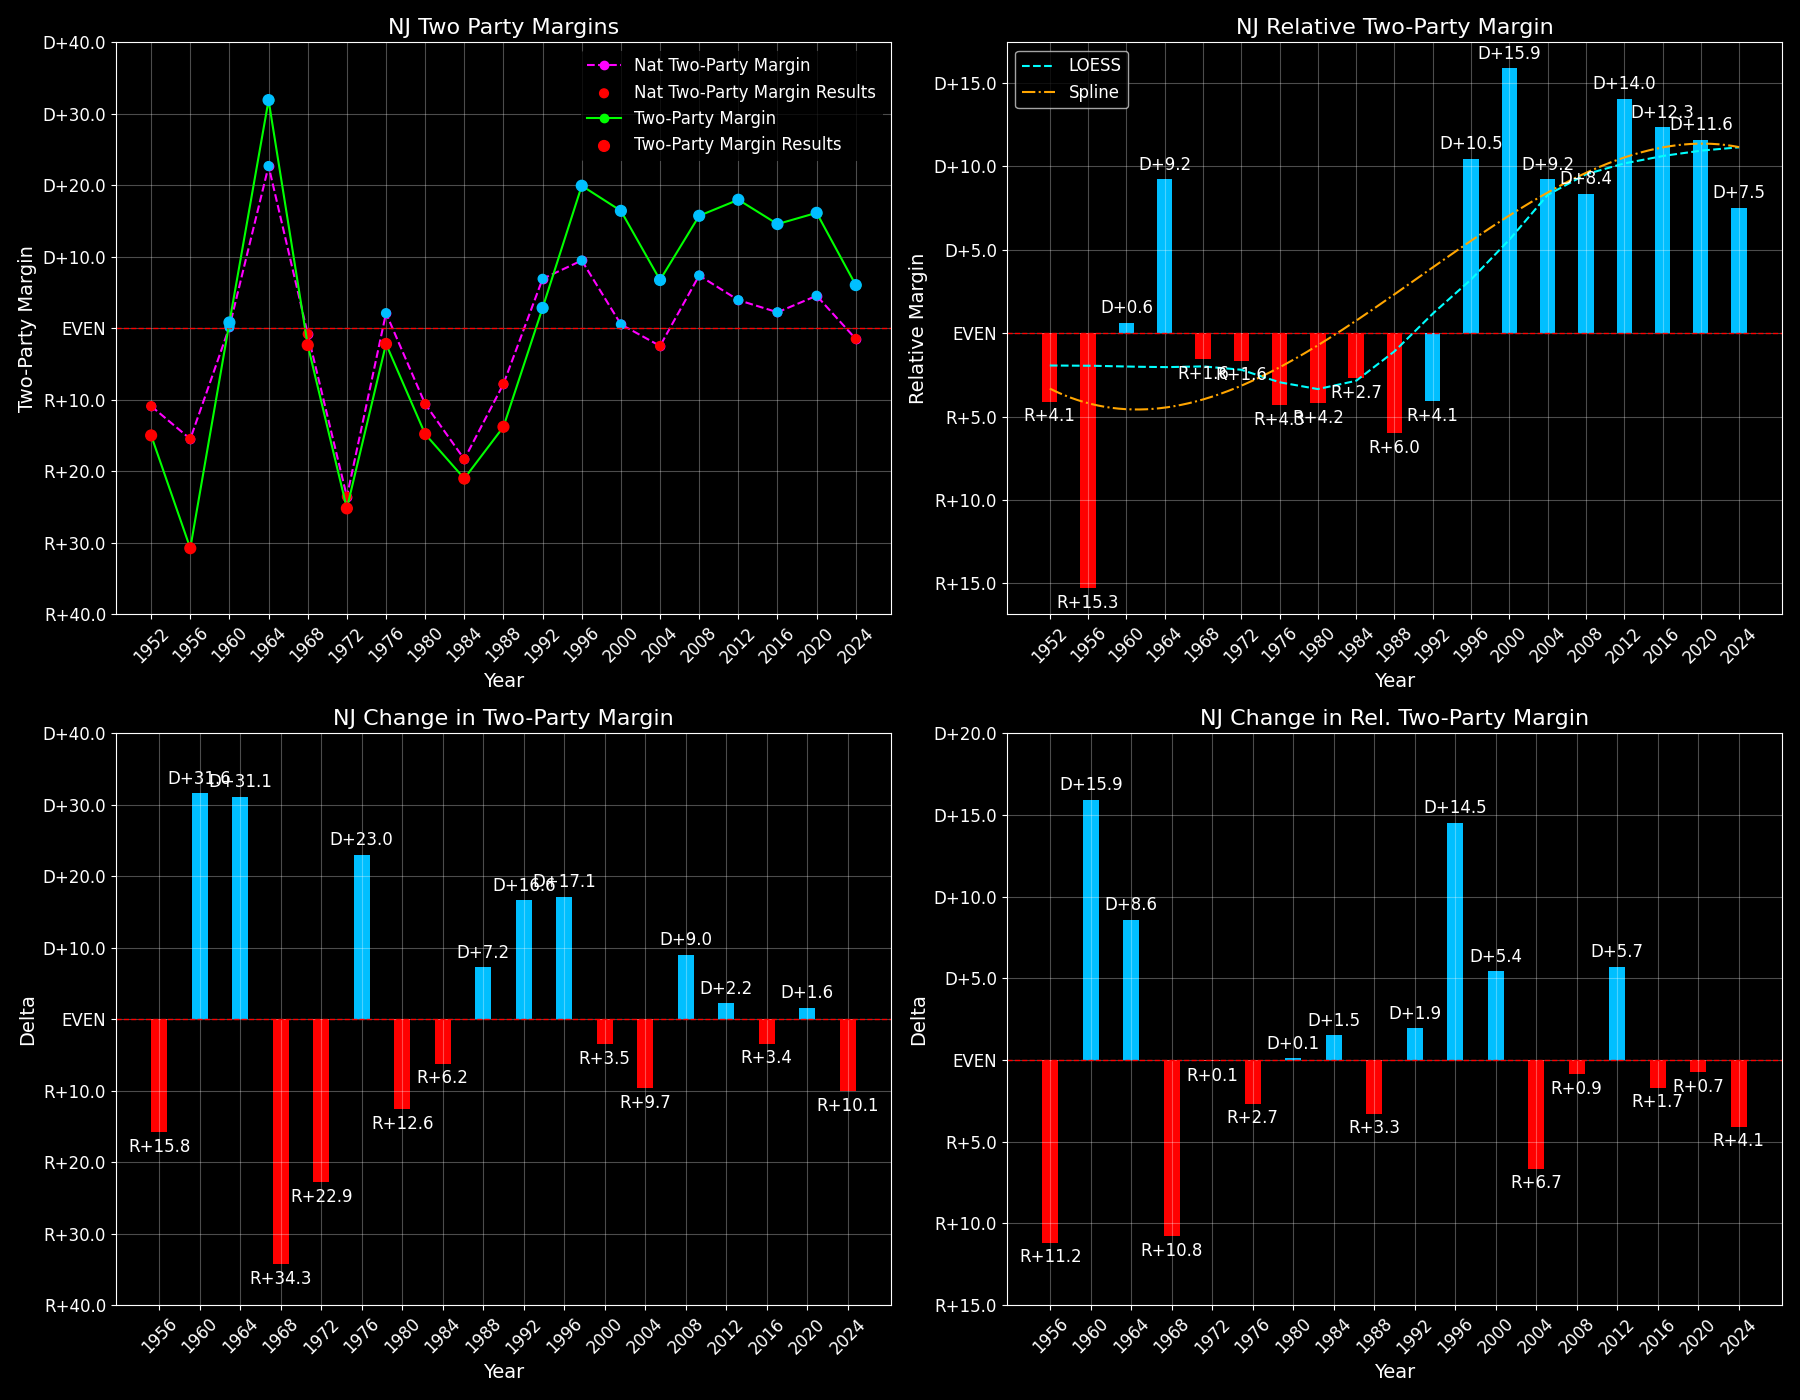 NJ Two Party Margins
D+40.0
D+30.0
D+20.0
D+10.0
EVEN
R+10.0
R+20.0
R+30.0
R+40.0
Two-Party Margin
Nat Two-Party Margin
Nat Two-Party Margin Results
Two-Party Margin
Two-Party Margin Results
1952 1956 1960 1964 1968 1972 1976 1980 1984 1988 1992 1996 2000 2004 2008 2012 2016 2020 2024
Year
NJ Relative Two-Party Margin
D+15.0
D+10.0
D+5.0
EVEN
R+5.0
R+10.0
R+15.0
Relative Margin
LOESS
Spline
R+4.1 R+15.3 D+0.6 D+9.2 R+1.6 R+1.6 R+4.3 R+4.2 R+2.7 R+6.0 R+4.1 D+10.5 D+15.9 D+9.2 D+8.4 D+14.0 D+12.3 D+11.6 D+7.5
1952 1956 1960 1964 1968 1972 1976 1980 1984 1988 1992 1996 2000 2004 2008 2012 2016 2020 2024
Year
NJ Change in Two-Party Margin
D+40.0
D+30.0
D+20.0
D+10.0
EVEN
R+10.0
R+20.0
R+30.0
R+40.0
Delta
R+15.8 D+31.6 D+31.1 R+34.3 R+22.9 D+23.0 R+12.6 R+6.2 D+7.2 D+16.6 D+17.1 R+3.5 R+9.7 D+9.0 D+2.2 R+3.4 D+1.6 R+10.1
1956 1960 1964 1968 1972 1976 1980 1984 1988 1992 1996 2000 2004 2008 2012 2016 2020 2024
Year
NJ Change in Rel. Two-Party Margin
D+20.0
D+15.0
D+10.0
D+5.0
EVEN
R+5.0
R+10.0
R+15.0
Delta
R+11.2 D+15.9 D+8.6 R+10.8 R+0.1 R+2.7 D+0.1 D+1.5 R+3.3 D+1.9 D+14.5 D+5.4 R+6.7 R+0.9 D+5.7 R+1.7 R+0.7 R+4.1
1956 1960 1964 1968 1972 1976 1980 1984 1988 1992 1996 2000 2004 2008 2012 2016 2020 2024
Year